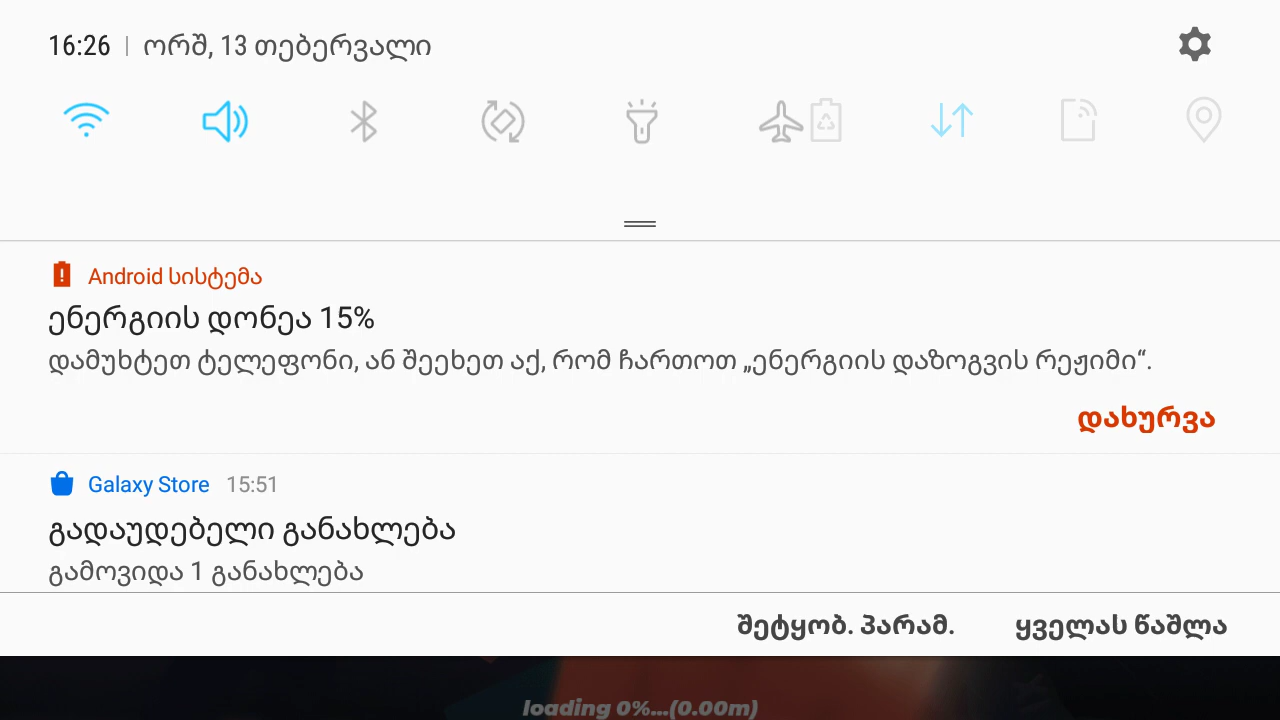 16:26 | ორშ, 13 თებერვალი
Android სისტემა
ენერგიის დონეა 15%
დამუხტეთ ტელეფონი, ან შეეხეთ აქ, რომ ჩართოთ „ენერგიის დაზოგვის რეჟიმი“.
დახურვა
Galaxy Store 15:51
გადაუდებელი განახლება
გამოვიდა 1 განახლება
შეტყობ. პარამ. ყველას წაშლა
loading 0%...(0.00m)